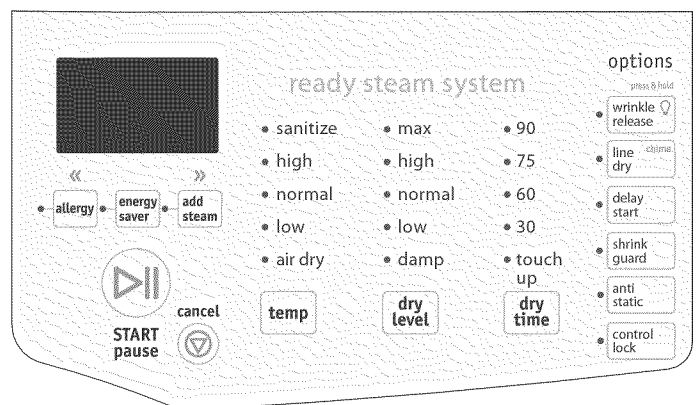 options
press & hold
ready steam system
wrinkle
release
sanitize
high
normal
low
air dry
temp
max
high
normal
low
damp
dry
level
90
75
60
30
touch
up
dry
time
line
dry
chime
delay
start
shrink
guard
anti
static
control
lock
« »
allergy
energy
saver
add
steam
START
pause
cancel